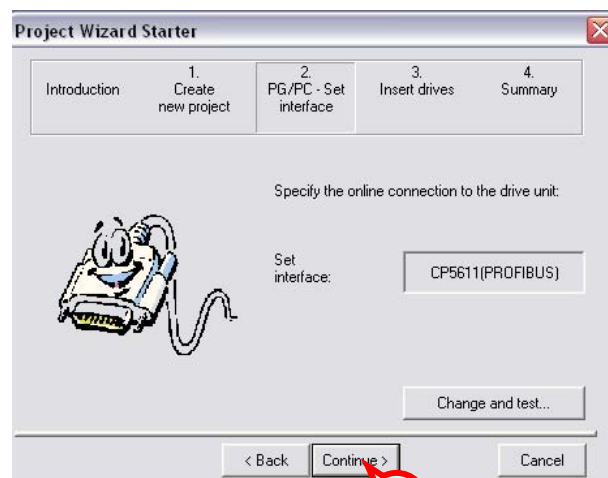 Project Wizard Starter
Introduction
1.
Create
new project
2.
PG/PC - Set
interface
3.
Insert drives
4.
Summary
Specify the online connection to the drive unit:
Set
interface:
CP5611(PROFIBUS)
Change and test...
< Back
Continue >
Cancel